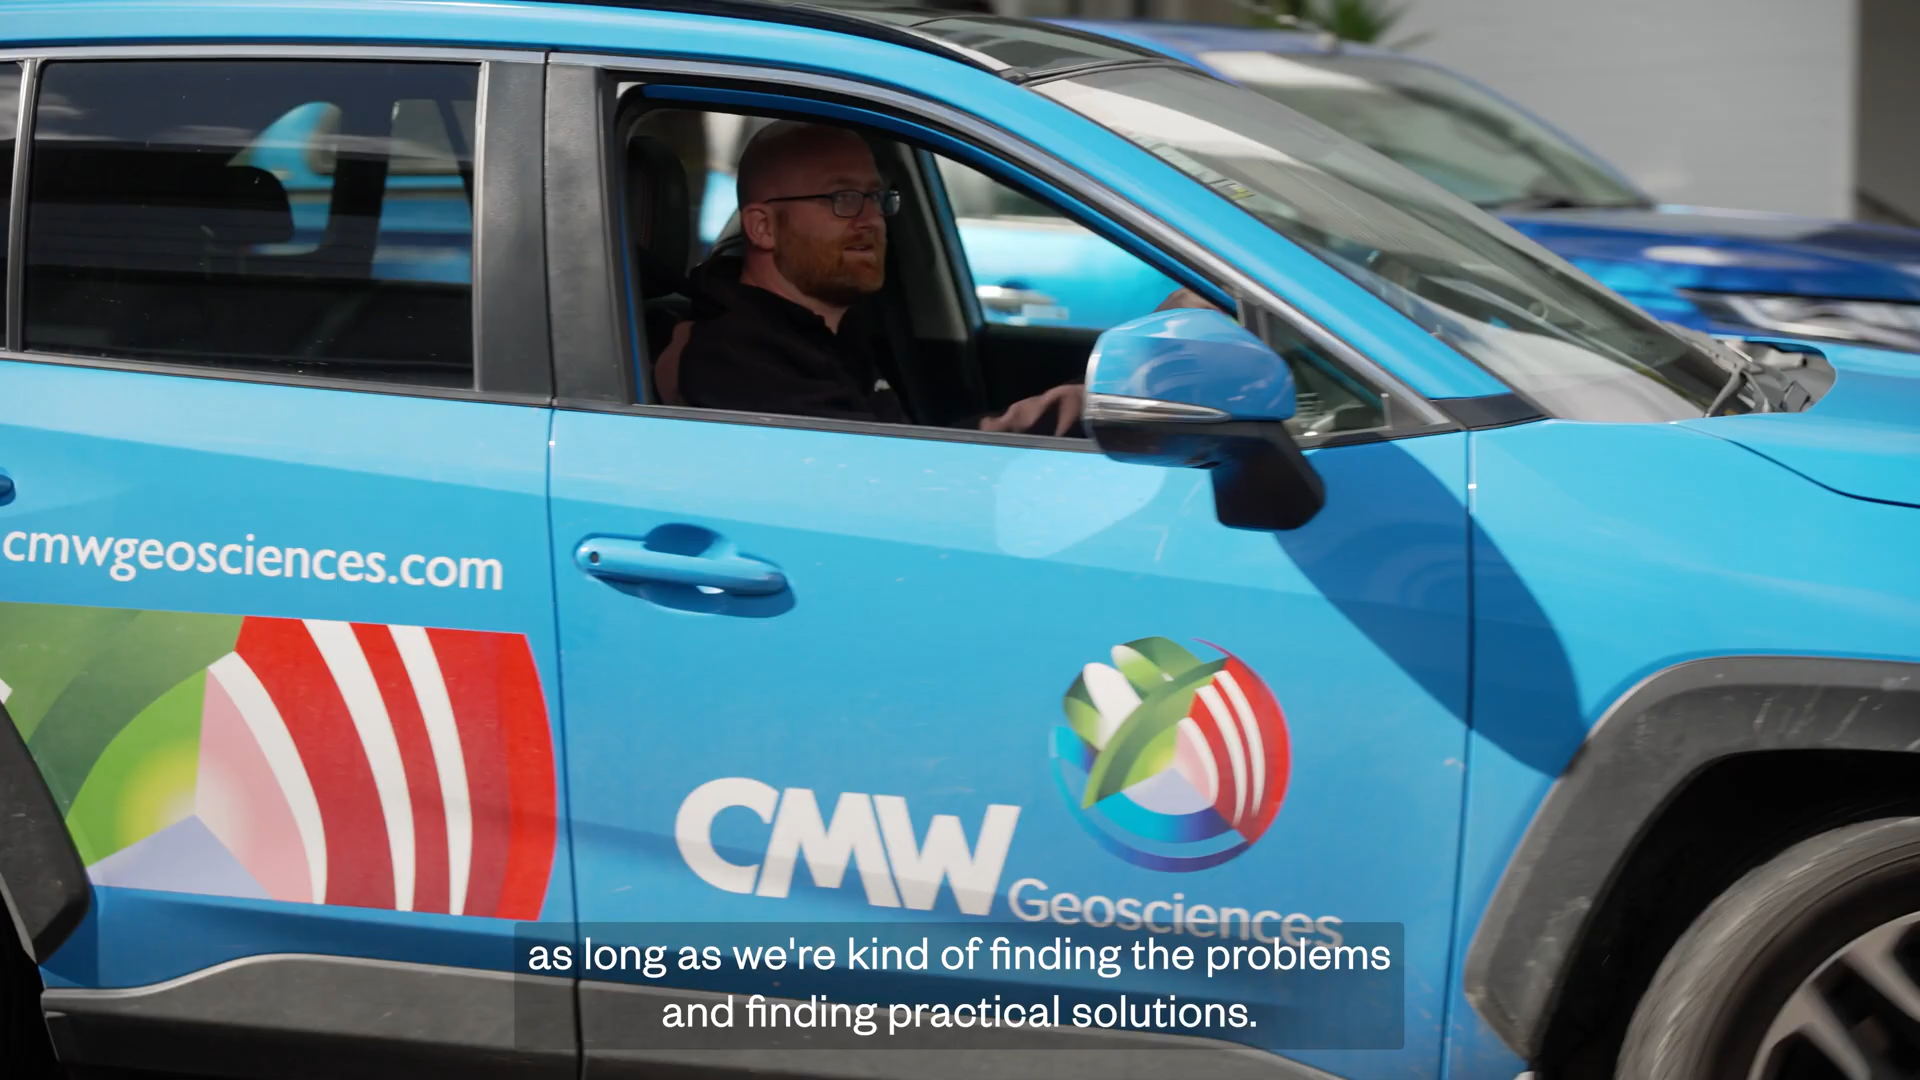 cmwgeosciences.com
CMW
Geosciences
as long as we're kind of finding the problems
and finding practical solutions.